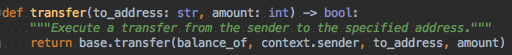 def transfer(to_address: str, amount: int) -> bool:
    """Execute a transfer from the sender to the specified address."""
    return base.transfer(balance_of, context.sender, to_address, amount)